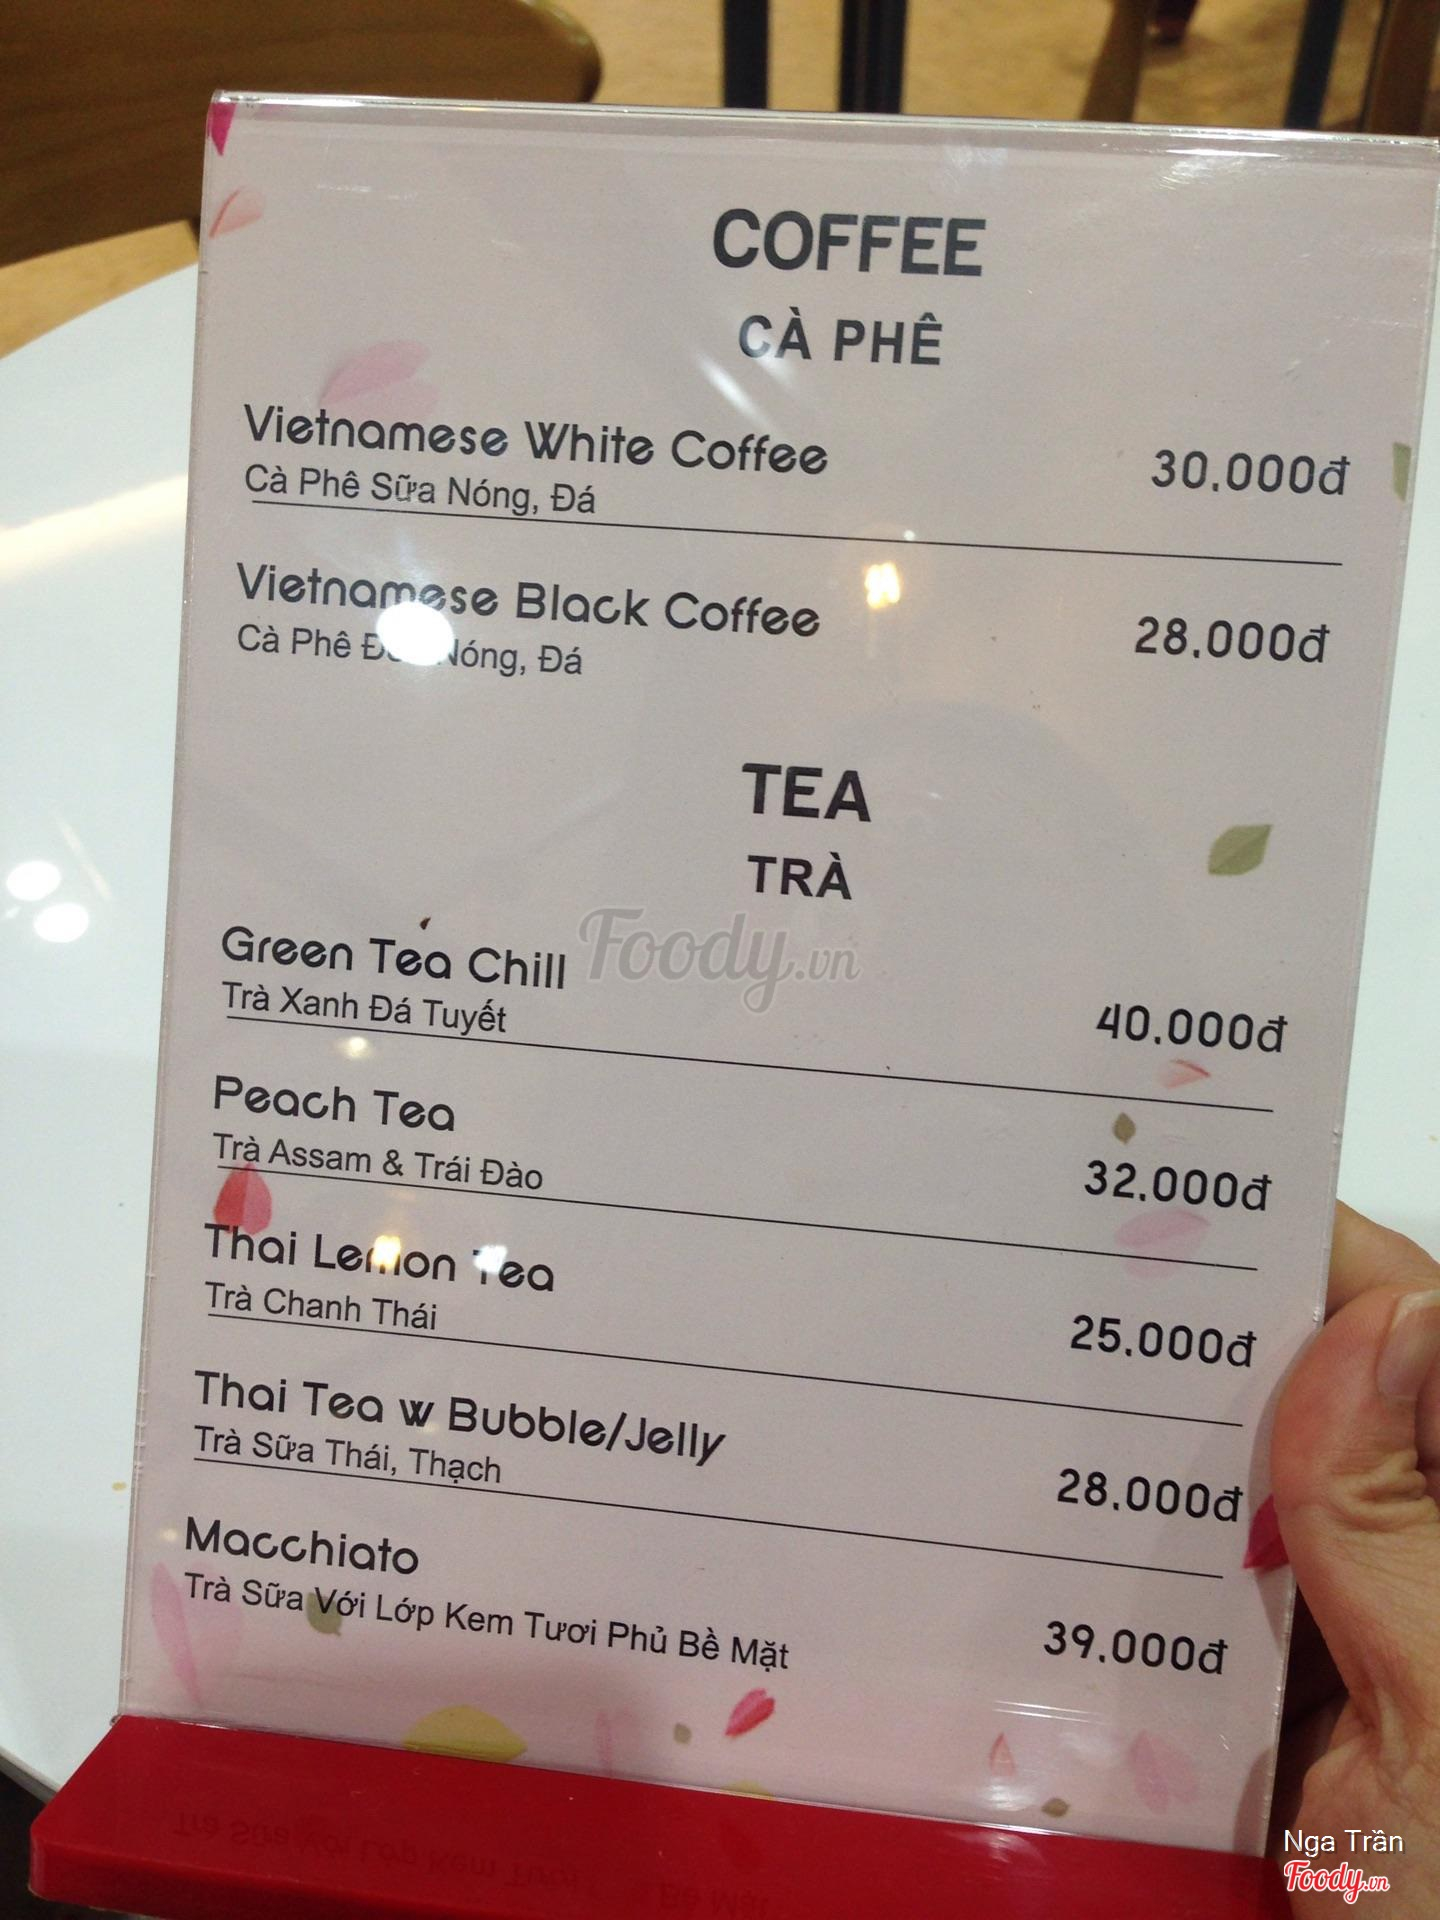 COFFEE
CÀ PHÊ
Vietnamese White Coffee 30.000đ
Cà Phê Sữa Nóng, Đá
Vietnamese Black Coffee 28.000đ
Cà Phê Nóng, Đá
TEA
TRÀ
Foody.vn
Green Tea Chill 40.000đ
Trà Xanh Đá Tuyết
Peach Tea 32.000đ
Trà Assam & Trái Đào
Thai Lemon Tea 25.000đ
Trà Chanh Thái
Thai Tea w Bubble/Jelly 28.000đ
Trà Sữa Thái, Thạch
Macchiato 39.000đ
Trà Sữa Với Lớp Kem Tươi Phủ Bề Mặt
Nga Trần
Foody.vn